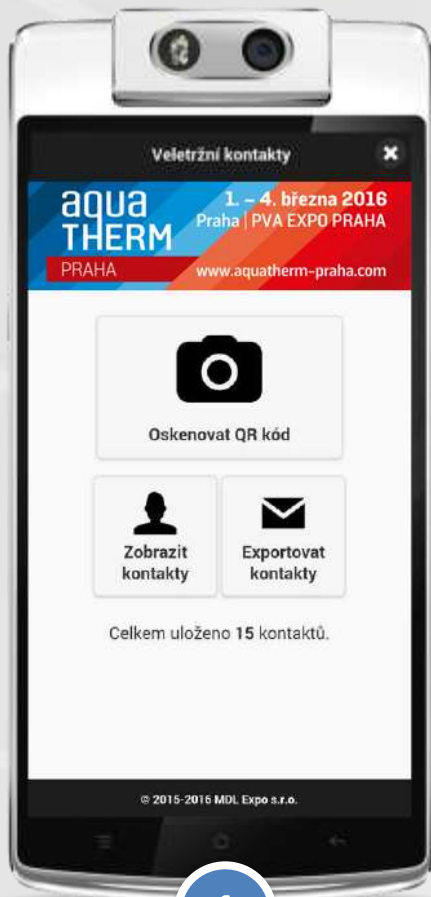 Veletržní kontakty
aqua
THERM
PRAHA
1. – 4. března 2016
Praha | PVA EXPO PRAHA
www.aquatherm-praha.com
Oskenovat QR kód
Zobrazit
kontakty
Exportovat
kontakty
Celkem uloženo 15 kontaktů.
© 2015-2016 MDL Expo s.r.o.